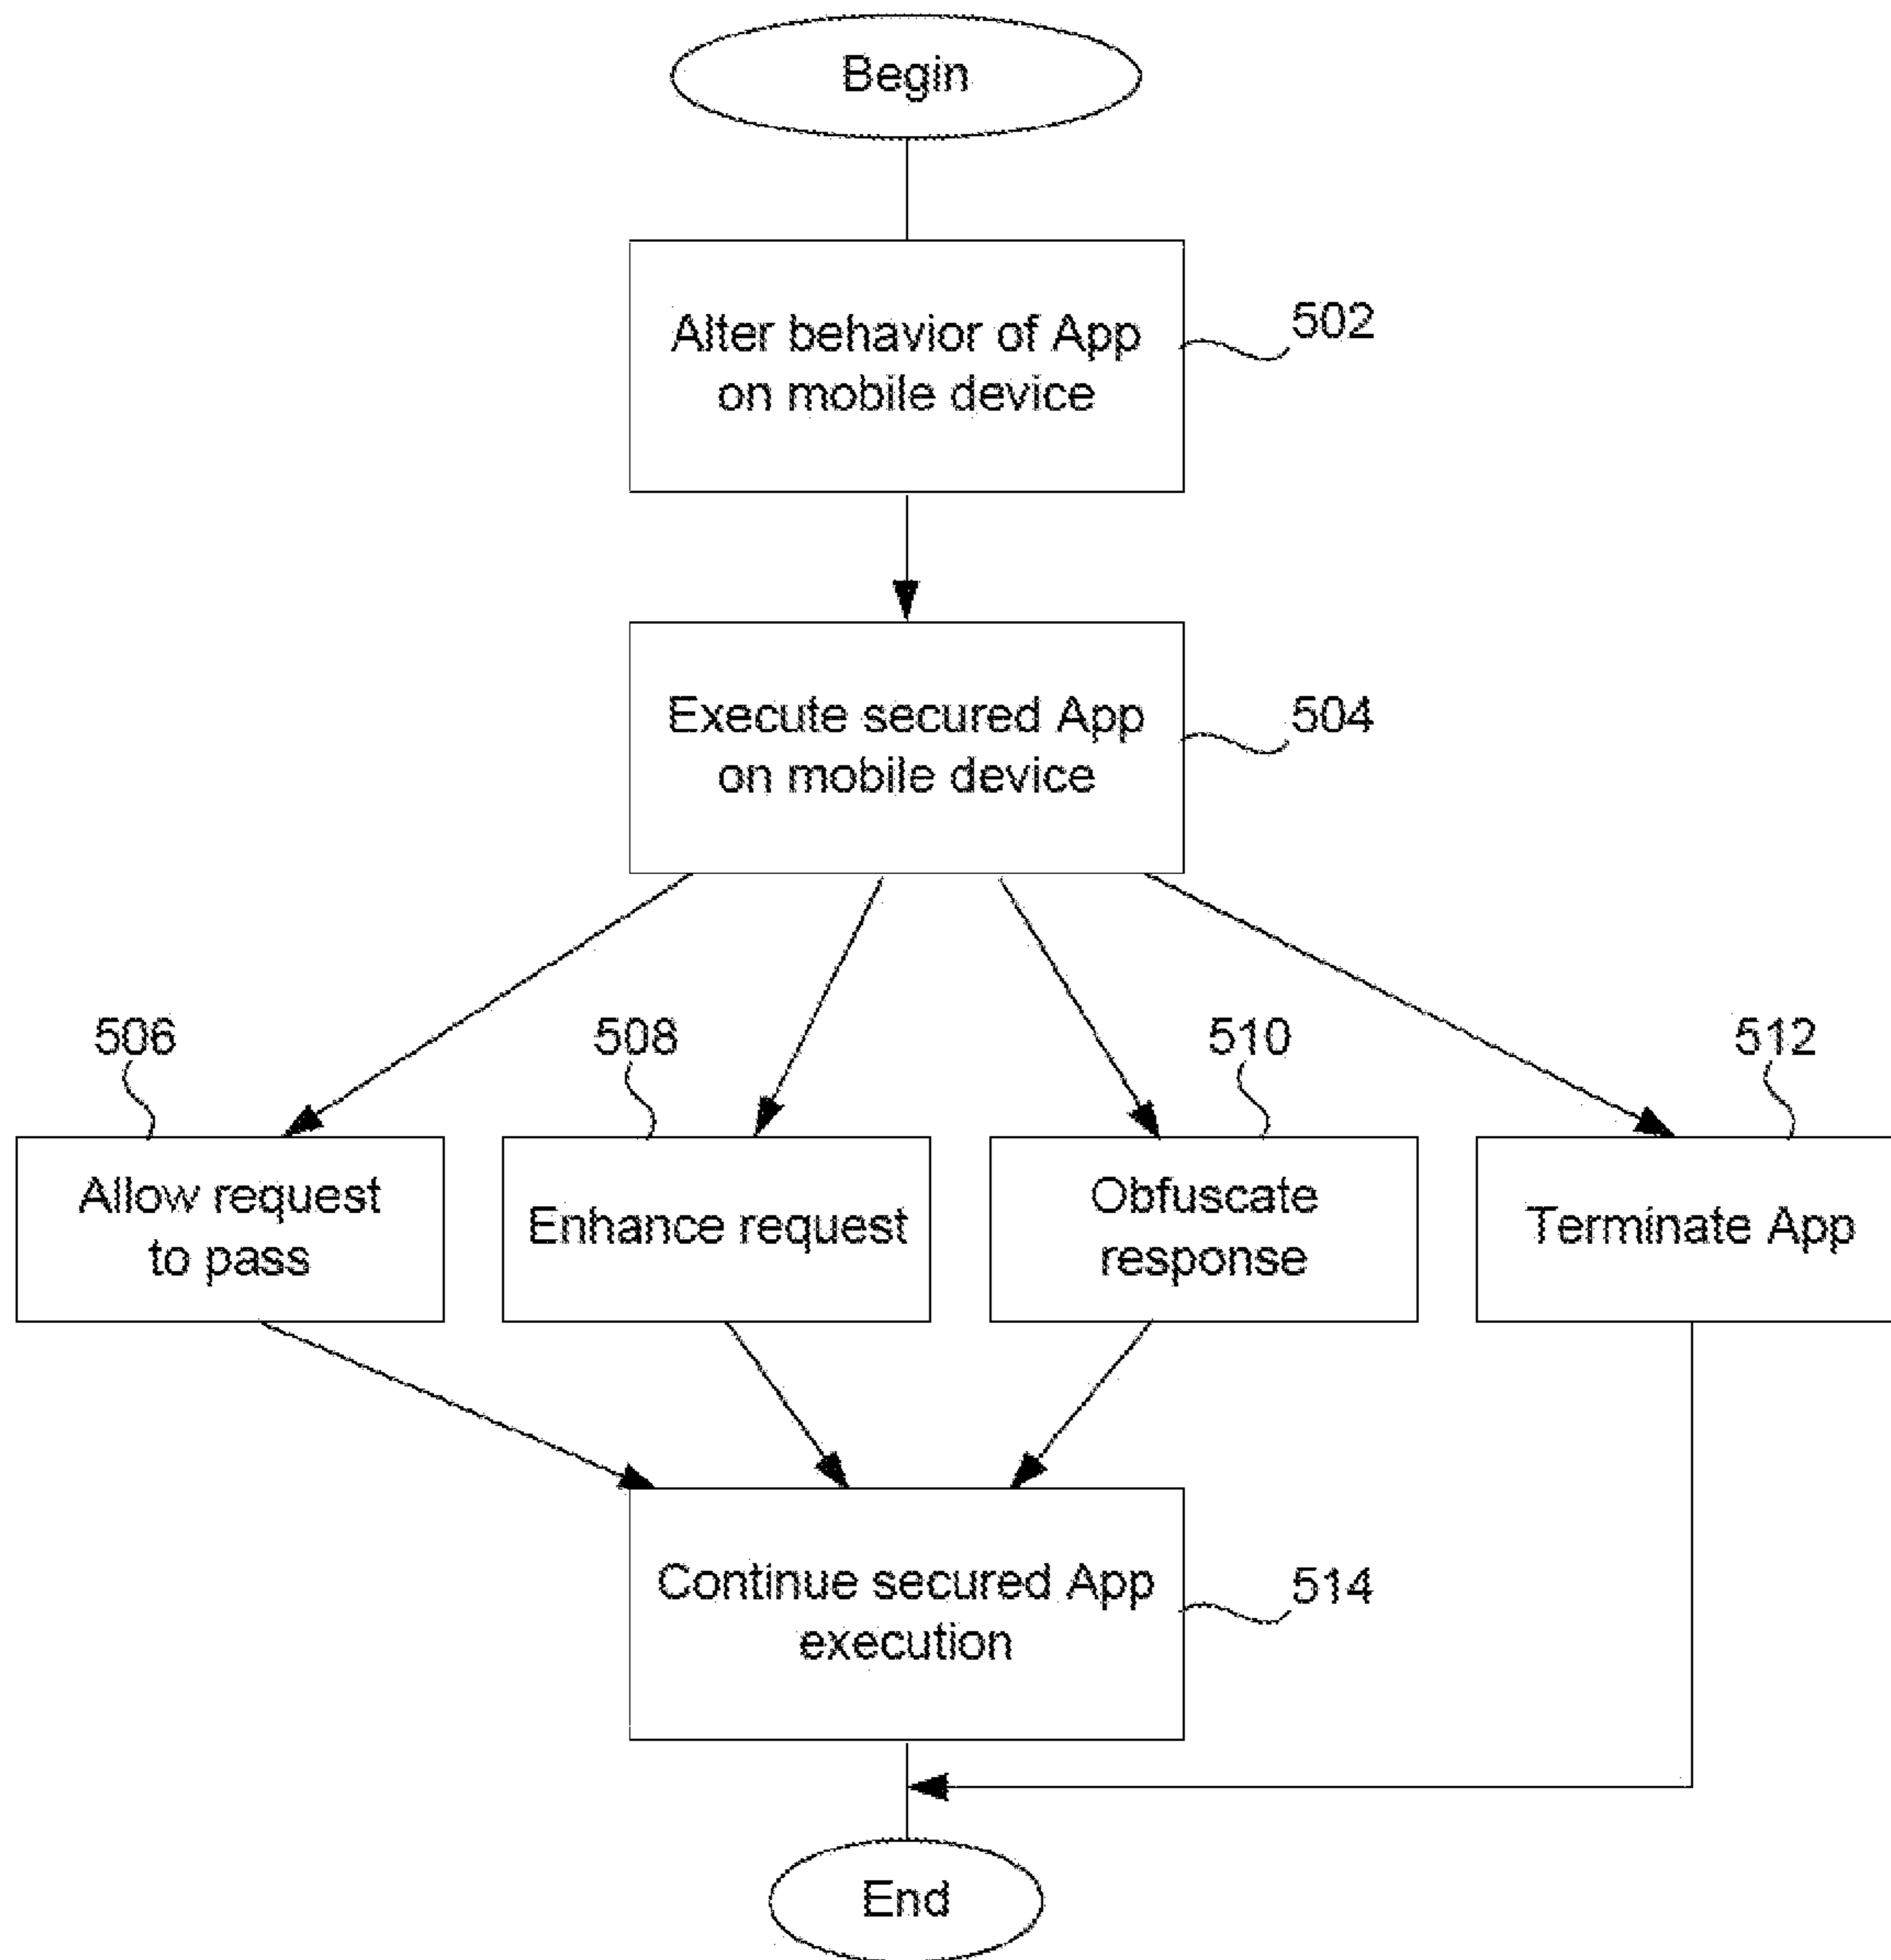 Begin
Alter behavior of App
on mobile device
502
Execute secured App
on mobile device
504
506
508
510
512
Allow request
to pass
Enhance request
Obfuscate
response
Terminate App
Continue secured App
execution
514
End